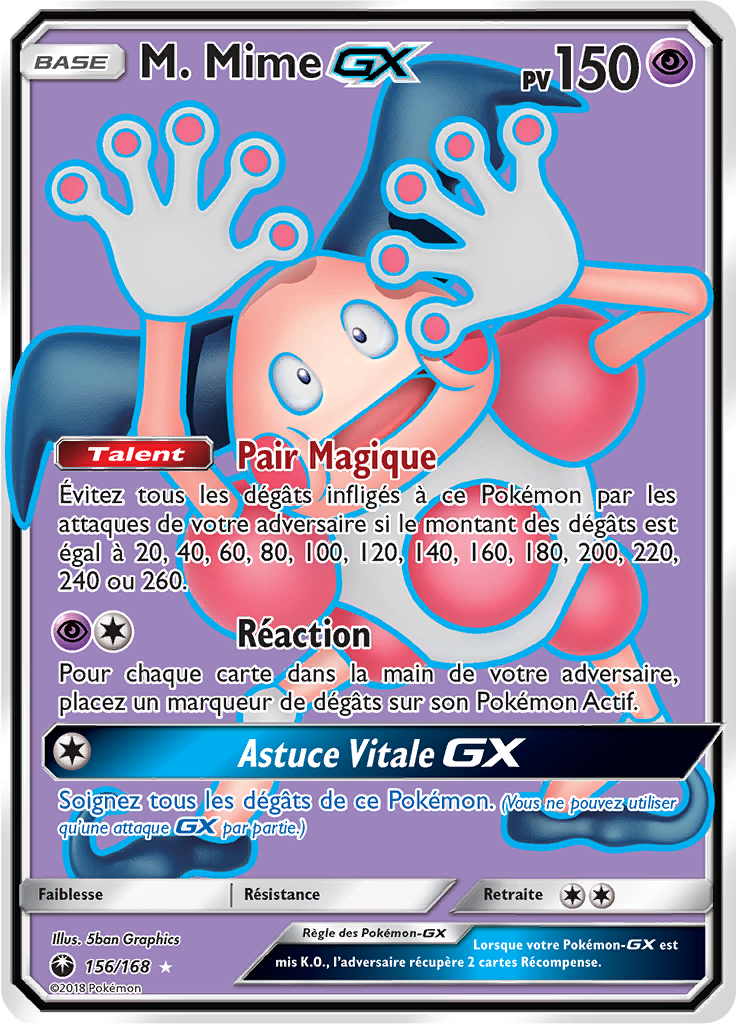 BASE M. Mime GX PV 150
Talent Pair Magique
Évitez tous les dégâts infligés à ce Pokémon par les
attaques de votre adversaire si le montant des dégâts est
égal à 20, 40, 60, 80, 100, 120, 140, 160, 180, 200, 220,
240 ou 260.
Réaction
Pour chaque carte dans la main de votre adversaire,
placez un marqueur de dégâts sur son Pokémon Actif.
Astuce Vitale GX
Soignez tous les dégâts de ce Pokémon. (Vous ne pouvez utiliser
qu'une attaque GX par partie.)
Faiblesse Résistance Retraite
Illus. 5ban Graphics
156/168
©2018 Pokémon
Règle des Pokémon-GX
Lorsque votre Pokémon-GX est
mis K.O., l'adversaire récupère 2 cartes Récompense.